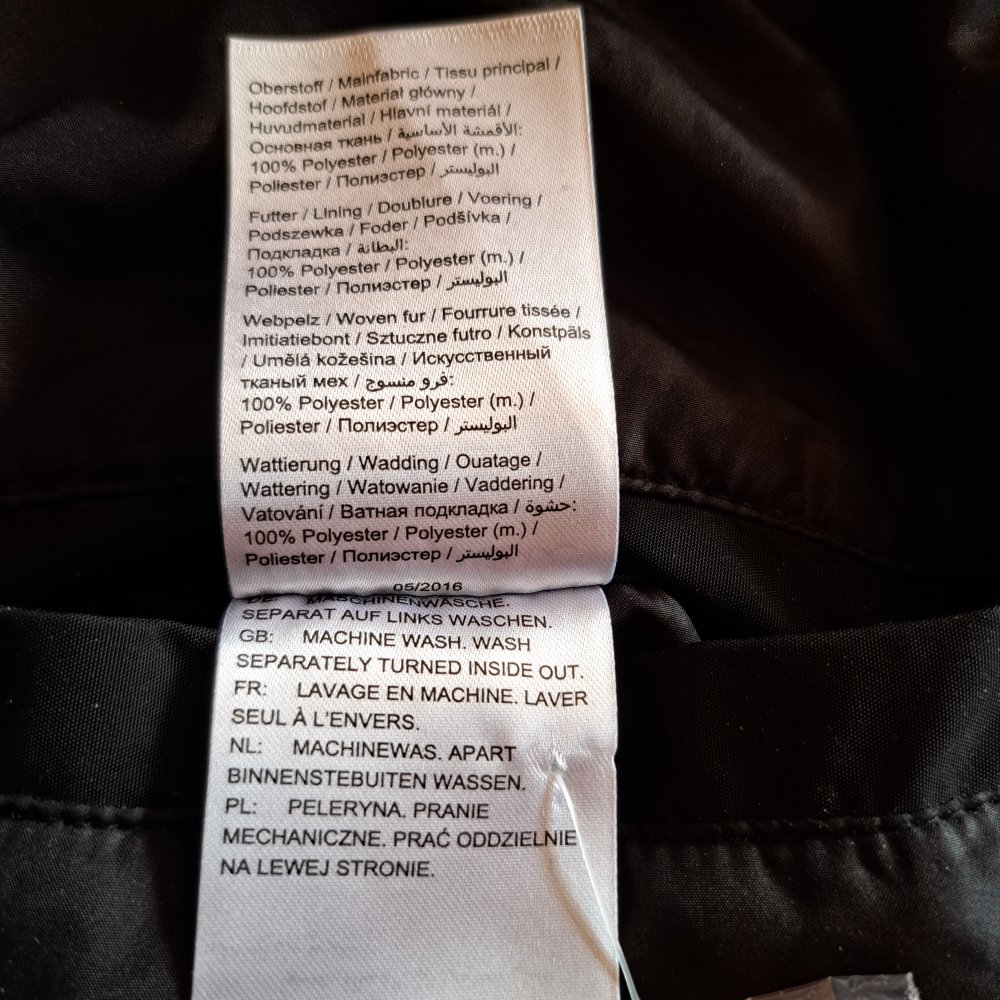 Oberstoff / Mainfabric / Tissu principal /
Hoofdstof / Materiał główny /
Huvudmaterial / Hlavní materiál /
Основная ткань / الأقمشة الأساسية:
100% Polyester / Polyester (m.) /
Poliester / Полиэстер / البوليستر
Futter / Lining / Doublure / Voering /
Podszewka / Foder / Podšívka /
Подкладка / البطانة:
100% Polyester / Polyester (m.) /
Poliester / Полиэстер / البوليستر
Webpelz / Woven fur / Fourrure tissée /
Imitiatiebont / Sztuczne futro / Konstpäls
/ Umělá kožešina / Искусственный
тканый мех / فرو منسوج:
100% Polyester / Polyester (m.) /
Poliester / Полиэстер / البوليستر
Wattierung / Wadding / Ouatage /
Wattering / Watowanie / Vaddering /
Vatování / Ватная подкладка / حشوة:
100% Polyester / Polyester (m.) /
Poliester / Полиэстер / البوليستر
05/2016
DE: MASCHINENWÄSCHE.
SEPARAT AUF LINKS WASCHEN.
GB: MACHINE WASH. WASH
SEPARATELY TURNED INSIDE OUT.
FR: LAVAGE EN MACHINE. LAVER
SEUL À L'ENVERS.
NL: MACHINEWAS. APART
BINNENSTEBUITEN WASSEN.
PL: PELERYNA. PRANIE
MECHANICZNE. PRAĆ ODDZIELNIE
NA LEWEJ STRONIE.